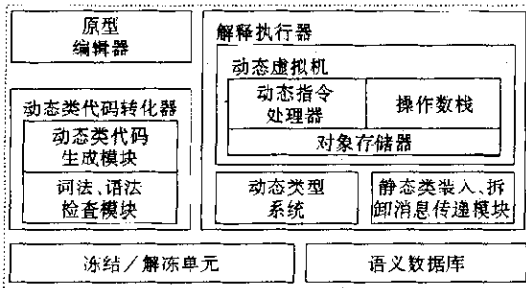 原型
编辑器
动态类代码转化器
动态类代码
生成模块
词法、语法
检查模块
解释执行器
动态虚拟机
动态指令
处理器
操作数栈
对象存储器
动态类型
系统
静态类装入、拆
卸消息传递模块
冻结／解冻单元
语义数据库